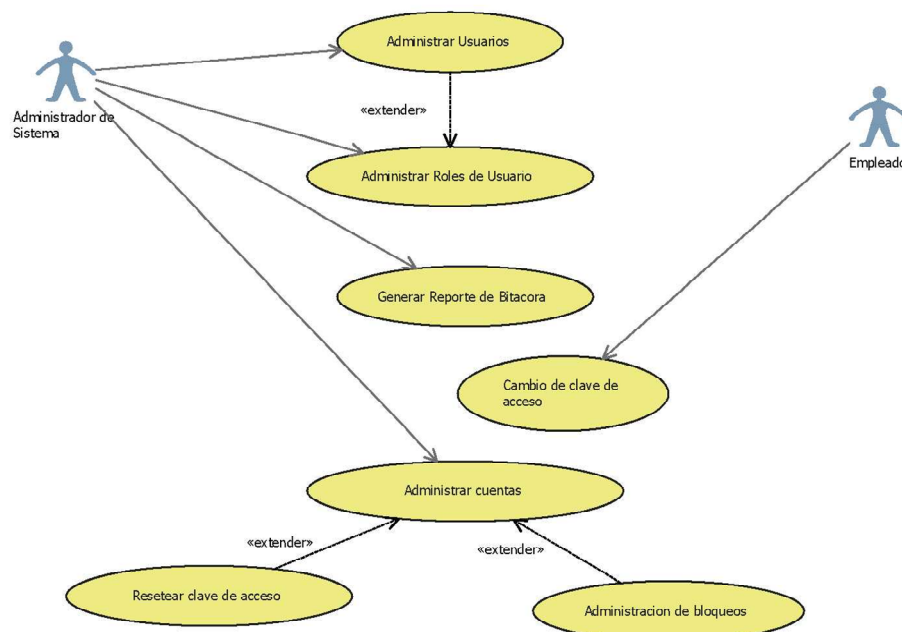 Administrar Usuarios
Administrador de
Sistema
«extender»
Empleado
Administrar Roles de Usuario
Generar Reporte de Bitacora
Cambio de clave de
acceso
Administrar cuentas
«extender»
«extender»
Resetear clave de acceso
Administracion de bloqueos